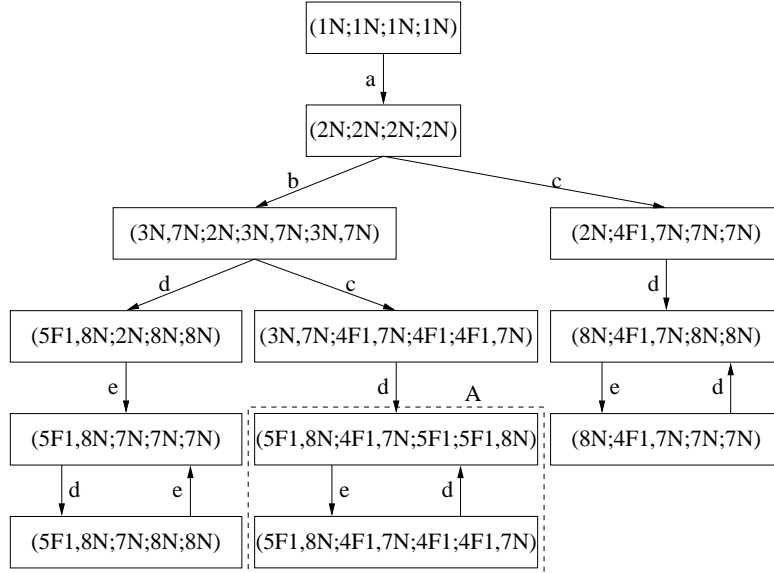 (1N;1N;1N;1N)
a
(2N;2N;2N;2N)
b
c
(3N,7N;2N;3N,7N;3N,7N)
(2N;4F1,7N;7N;7N)
d
c
d
(5F1,8N;2N;8N;8N)
(3N,7N;4F1,7N;4F1;4F1,7N)
(8N;4F1,7N;8N;8N)
e
d
A
e
d
(5F1,8N;7N;7N;7N)
(5F1,8N;4F1,7N;5F1;5F1,8N)
(8N;4F1,7N;7N;7N)
d
e
e
d
(5F1,8N;7N;8N;8N)
(5F1,8N;4F1,7N;4F1;4F1,7N)